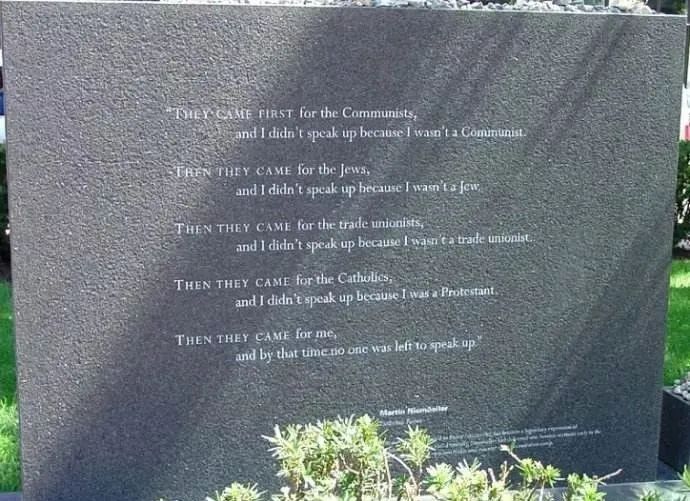 "THEY CAME FIRST for the Communists,
and I didn't speak up because I wasn't a Communist.
THEN THEY CAME for the Jews,
and I didn't speak up because I wasn't a Jew.
THEN THEY CAME for the trade unionists,
and I didn't speak up because I wasn't a trade unionist.
THEN THEY CAME for the Catholics,
and I didn't speak up because I was a Protestant.
THEN THEY CAME for me,
and by that time no one was left to speak up."
Martin Niemoeller